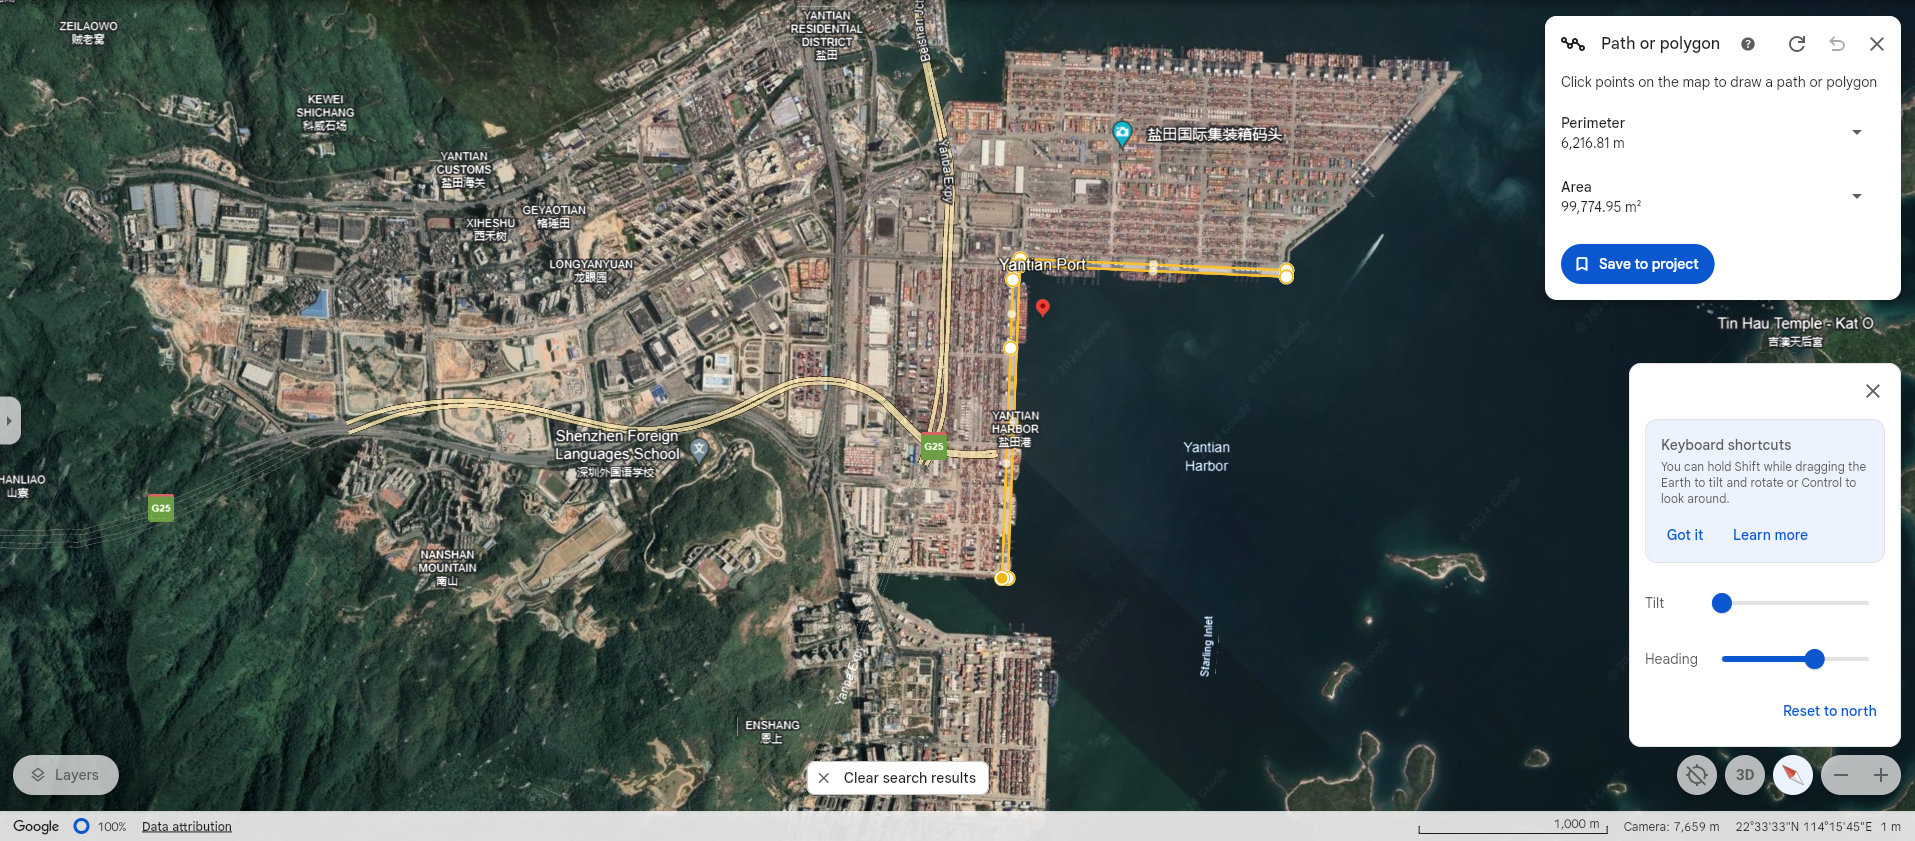 ZEILAOWO
贼老窝
YANTIAN
RESIDENTIAL
DISTRICT
盐田
KEWEI
SHICHANG
科威石场
YANTIAN
CUSTOMS
盐田海关
GEYAOTIAN
格瑶田
XIHESHU
西禾树
LONGYANYUAN
龙眼园
Yanba Expy
盐田国际集装箱码头
Yantian Port
YANTIAN
HARBOR
盐田港
G25
Shenzhen Foreign
Languages School
深圳外国语学校
文
HANLIAO
山寮
G25
NANSHAN
MOUNTAIN
南山
Yantian
Harbor
Starling Inlet
Yanba Expy
ENSHANG
恩上
Tin Hau Temple - Kat O
吉澳天后宮
Path or polygon
Click points on the map to draw a path or polygon
Perimeter
6,216.81 m
Area
99,774.95 m²
Save to project
Keyboard shortcuts
You can hold Shift while dragging the
Earth to tilt and rotate or Control to
look around.
Got it Learn more
Tilt
Heading
Reset to north
Layers
Clear search results
3D
Google 100% Data attribution
1,000 m Camera: 7,659 m 22°33'33"N 114°15'45"E 1 m